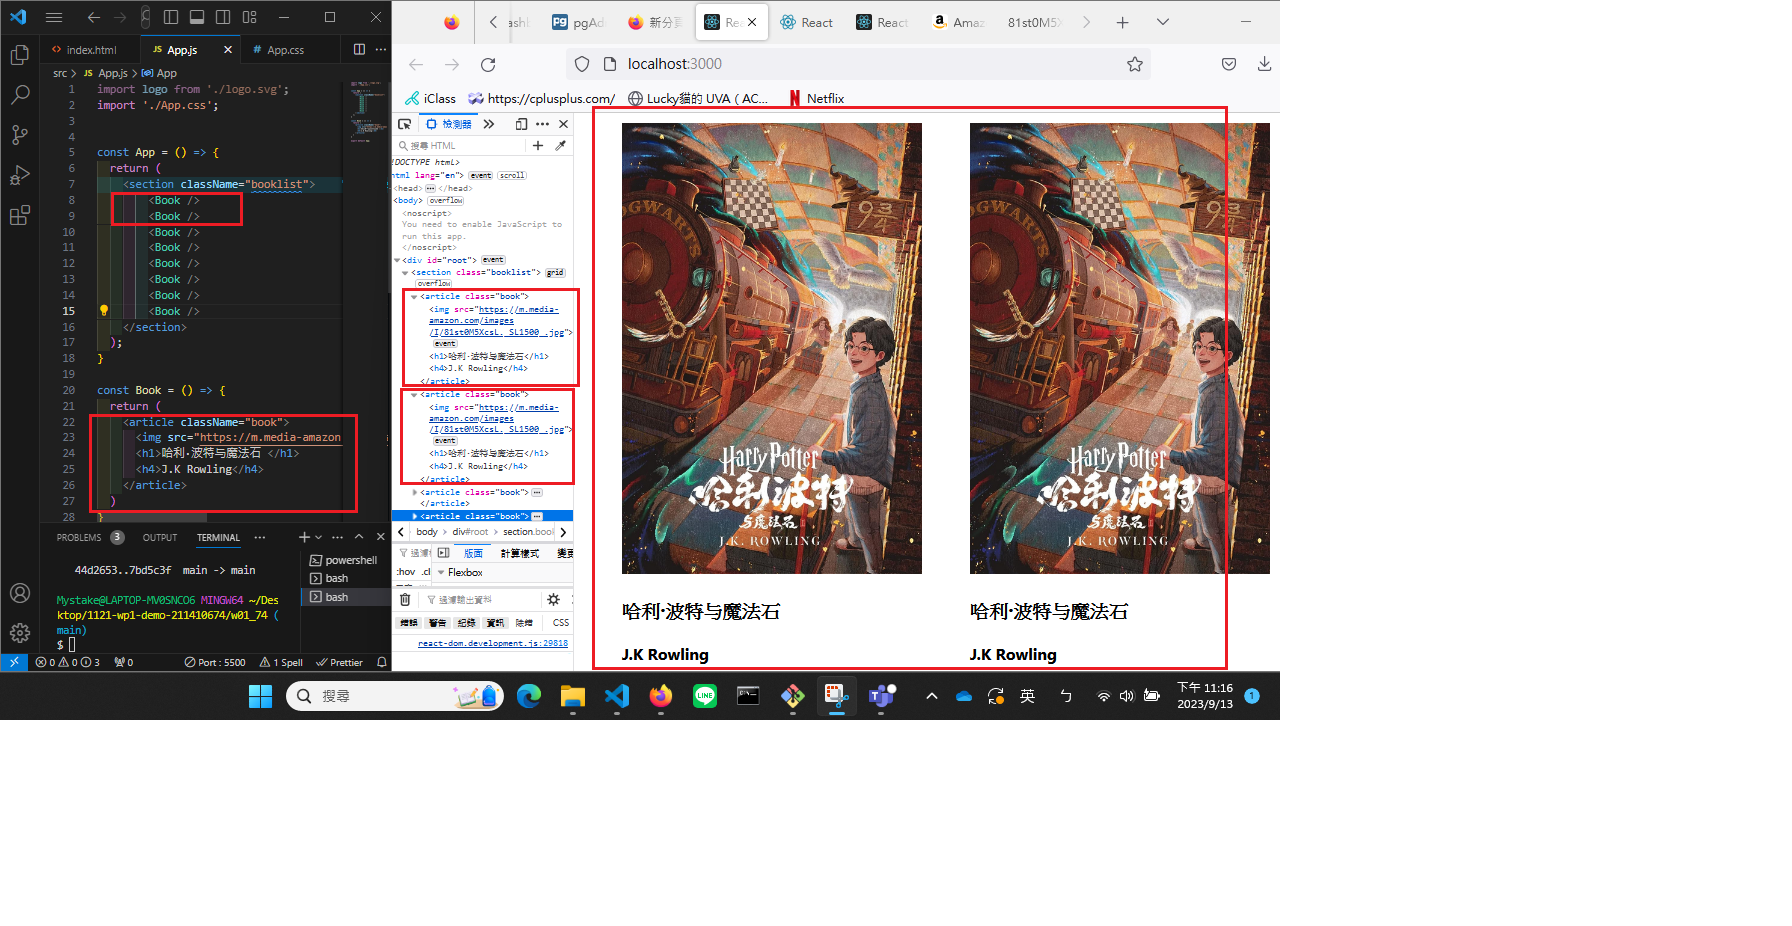 index.html
JS App.js
# App.css
src > JS App.js > App
1 import logo from './logo.svg';
2 import './App.css';
3
4
5 const App = () => {
6 return (
7 <section className="booklist">
8 <Book />
9 <Book />
10 <Book />
11 <Book />
12 <Book />
13 <Book />
14 <Book />
15 <Book />
16 </section>
17 );
18 }
19
20 const Book = () => {
21 return (
22 <article className="book">
23 <img src="https://m.media-amazon
24 <h1>哈利·波特与魔法石 </h1>
25 <h4>J.K Rowling</h4>
26 </article>
27 )
28 }
PROBLEMS 3 OUTPUT TERMINAL ···
44d2653..7bd5c3f main -> main
Mystake@LAPTOP-MV0SNCO6 MINGW64 ~/Des
ktop/1121-wp1-demo-211410674/w01_74 (
main)
$
powershell
bash
bash
0 0 3 0 Port : 5500 1 Spell Prettier
pgAd
新分頁
Rea
React
React
Amaz
81st0M5X
localhost:3000
iClass
https://cplusplus.com/
Lucky貓的 UVA ( AC...
Netflix
檢測器
搜尋 HTML
!DOCTYPE html>
html lang="en"> event scroll
<head> </head>
<body> overflow
<noscript>
You need to enable JavaScript to
run this app.
</noscript>
<div id="root"> event
<section class="booklist"> grid
overflow
<article class="book">
<img src="https://m.media-
amazon.com/images
/I/81st0M5XcsL._SL1500_.jpg">
event
<h1>哈利·波特与魔法石</h1>
<h4>J.K Rowling</h4>
</article>
<article class="book">
<img src="https://m.media-
amazon.com/images
/I/81st0M5XcsL._SL1500_.jpg">
event
<h1>哈利·波特与魔法石</h1>
<h4>J.K Rowling</h4>
</article>
<article class="book">
</article>
<article class="book">
body > div#root > section.bool
版面 計算樣式
:hov .cl
Flexbox
過濾輸出資料
錯誤 警告 紀錄 資訊 除錯 CSS
react-dom.development.js:29818
OGWARTS
9¾
Harry Potter
哈利波特
与魔法石
J.K. ROWLING
OGWARTS
9¾
Harry Potter
哈利波特
与魔法石
J.K. ROWLING
哈利·波特与魔法石
哈利·波特与魔法石
J.K Rowling
J.K Rowling
搜尋
LINE
英
ㄅ
下午 11:16
2023/9/13
1